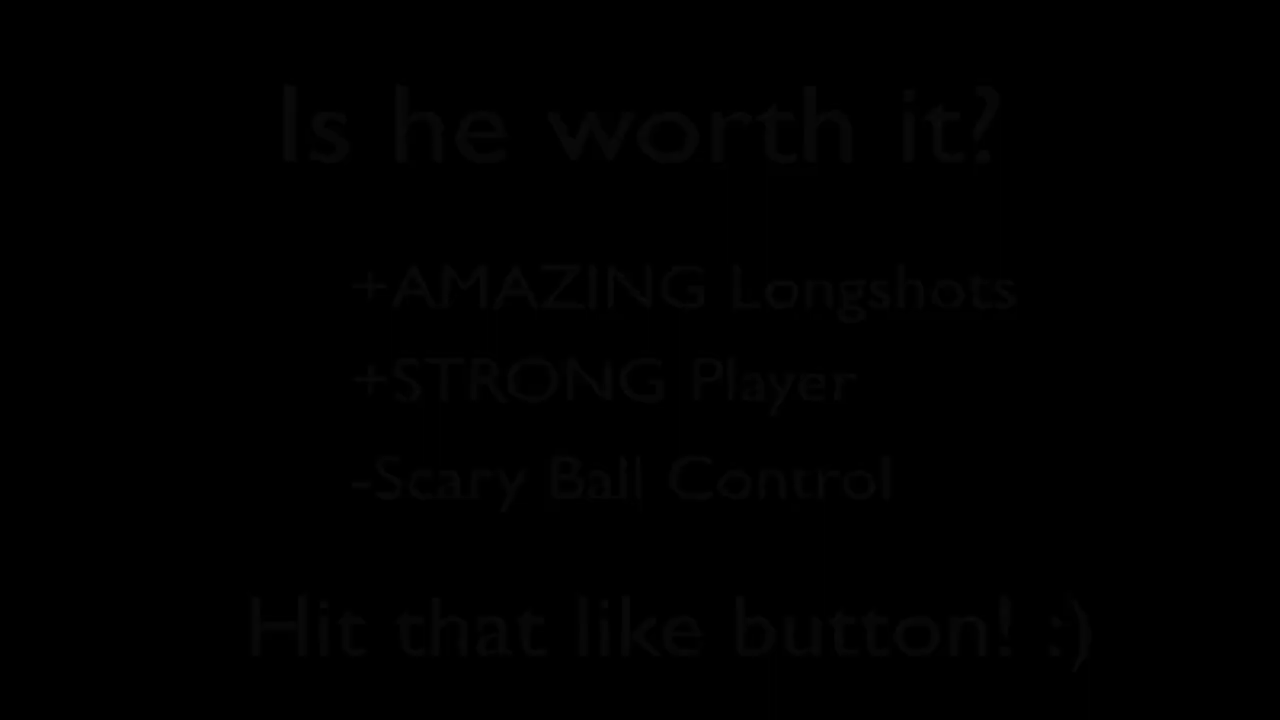 Is he worth it?
+AMAZING Longshots
+STRONG Player
-Scary Ball Control
Hit that like button! :)